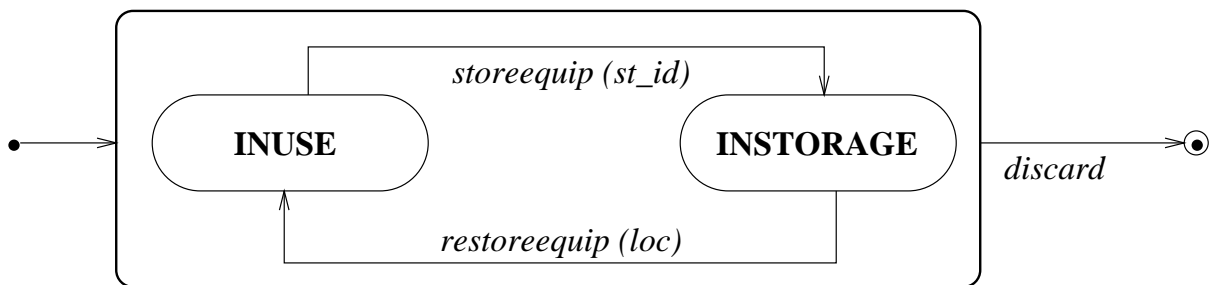 storeequip (st_id)
INUSE
INSTORAGE
discard
restoreequip (loc)